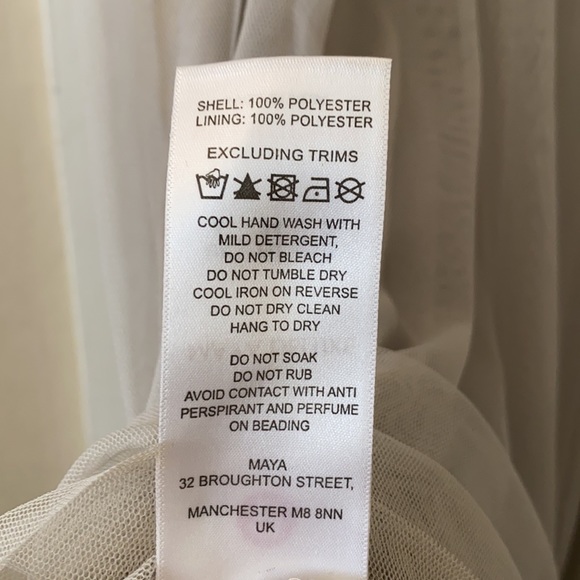 SHELL: 100% POLYESTER
LINING: 100% POLYESTER
EXCLUDING TRIMS
COOL HAND WASH WITH
MILD DETERGENT,
DO NOT BLEACH
DO NOT TUMBLE DRY
COOL IRON ON REVERSE
DO NOT DRY CLEAN
HANG TO DRY
DO NOT SOAK
DO NOT RUB
AVOID CONTACT WITH ANTI
PERSPIRANT AND PERFUME
ON BEADING
MAYA
32 BROUGHTON STREET,
MANCHESTER M8 8NN
UK